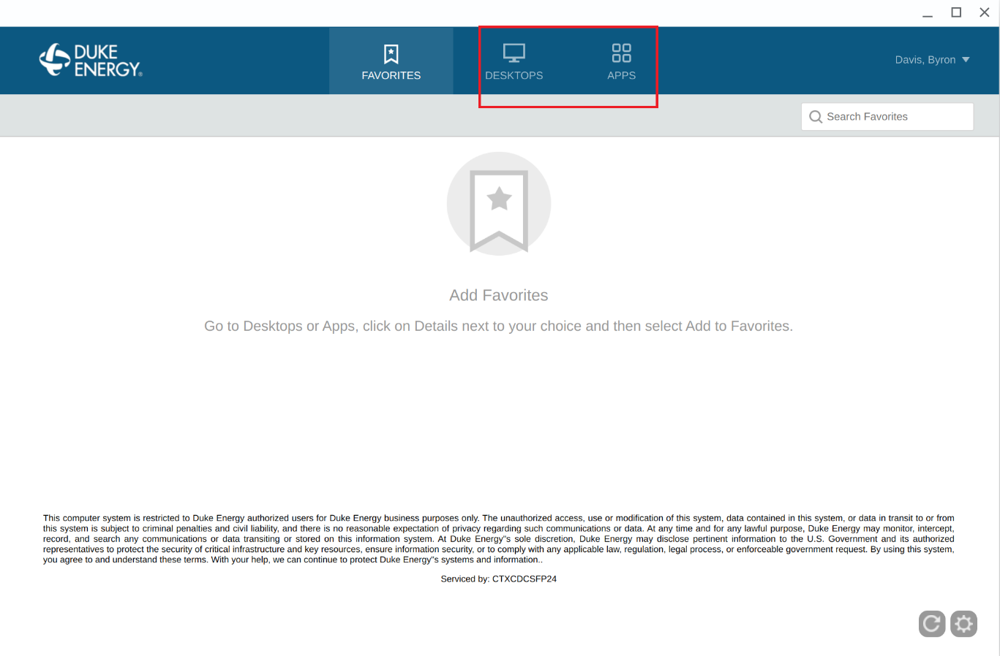 DUKE
ENERGY®
FAVORITES
DESKTOPS
APPS
Davis, Byron
Search Favorites
Add Favorites
Go to Desktops or Apps, click on Details next to your choice and then select Add to Favorites.
This computer system is restricted to Duke Energy authorized users for Duke Energy business purposes only. The unauthorized access, use or modification of this system, data contained in this system, or data in transit to or from
this system is subject to criminal penalties and civil liability, and there is no reasonable expectation of privacy regarding such communications or data. At any time and for any lawful purpose, Duke Energy may monitor, intercept,
record, and search any communications or data transiting or stored on this information system. At Duke Energy"s sole discretion, Duke Energy may disclose pertinent information to the U.S. Government and its authorized
representatives to protect the security of critical infrastructure and key resources, ensure information security, or to comply with any applicable law, regulation, legal process, or enforceable government request. By using this system,
you agree to and understand these terms. With your help, we can continue to protect Duke Energy"s systems and information..
Serviced by: CTXCDCSFP24